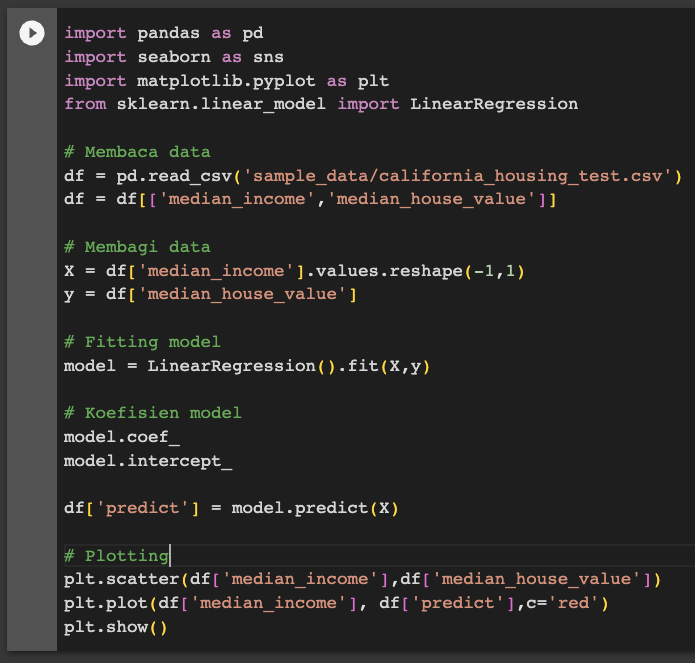 import pandas as pd
import seaborn as sns
import matplotlib.pyplot as plt
from sklearn.linear_model import LinearRegression
# Membaca data
df = pd.read_csv('sample_data/california_housing_test.csv')
df = df[['median_income','median_house_value']]
# Membagi data
X = df['median_income'].values.reshape(-1,1)
y = df['median_house_value']
# Fitting model
model = LinearRegression().fit(X,y)
# Koefisien model
model.coef_
model.intercept_
df['predict'] = model.predict(X)
# Plotting
plt.scatter(df['median_income'],df['median_house_value'])
plt.plot(df['median_income'], df['predict'],c='red')
plt.show()